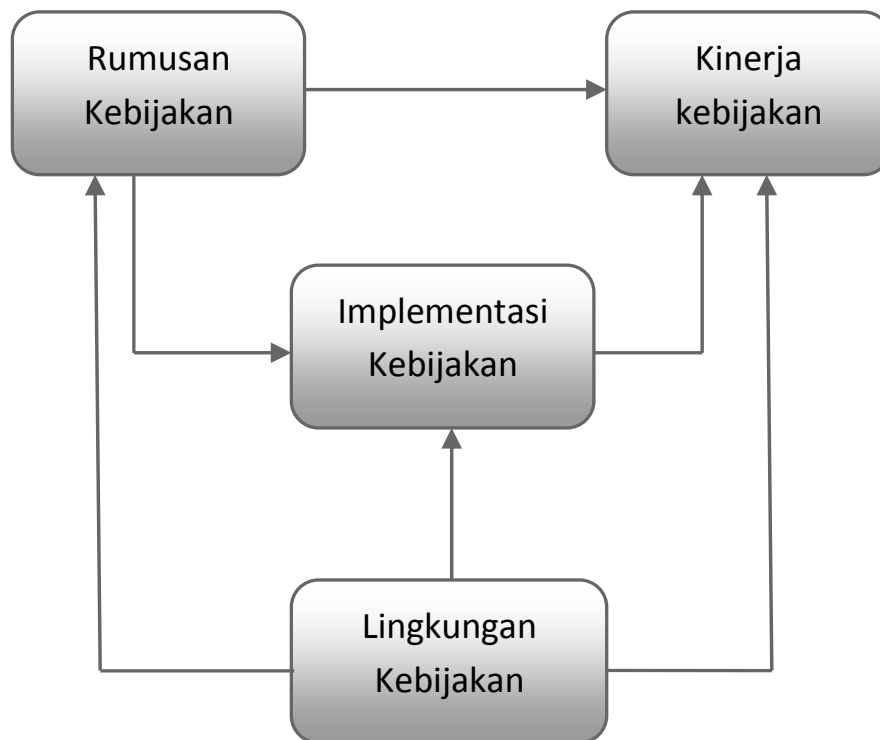 Rumusan
Kebijakan
Kinerja
kebijakan
Implementasi
Kebijakan
Lingkungan
Kebijakan